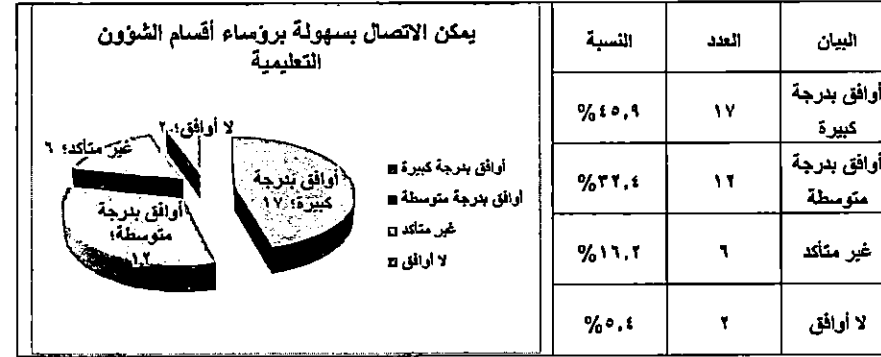 البيان العدد النسبة
أوافق بدرجة
كبيرة
١٧ %٤٥,٩
أوافق بدرجة
متوسطة
١٢ %٣٢,٤
غير متأكد ٦ %١٦,٢
لا أوافق ٢ %٥,٤
يمكن الاتصال بسهولة برؤساء أقسام الشؤون
التعليمية
لا أوافق؛ ٢
غير متأكد؛ ٦
أوافق بدرجة
كبيرة؛ ١٧
أوافق بدرجة
متوسطة؛
١٢
أوافق بدرجة كبيرة
أوافق بدرجة متوسطة
غير متأكد
لا أوافق